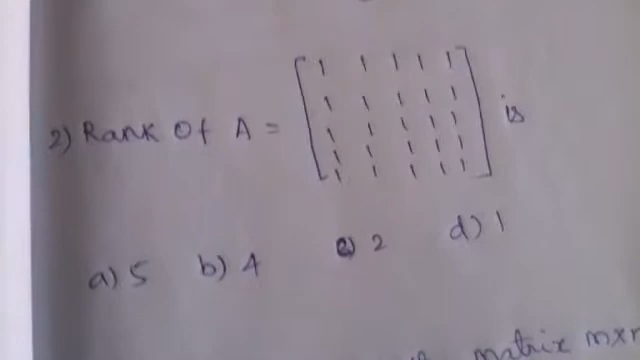 2) Rank Of A = [1 1 1 1 1
1 1 1 1 1
1 1 1 1 1
1 1 1 1 1
1 1 1 1 1] is
a) 5 b) 4 c) 2 d) 1
matrix mxn